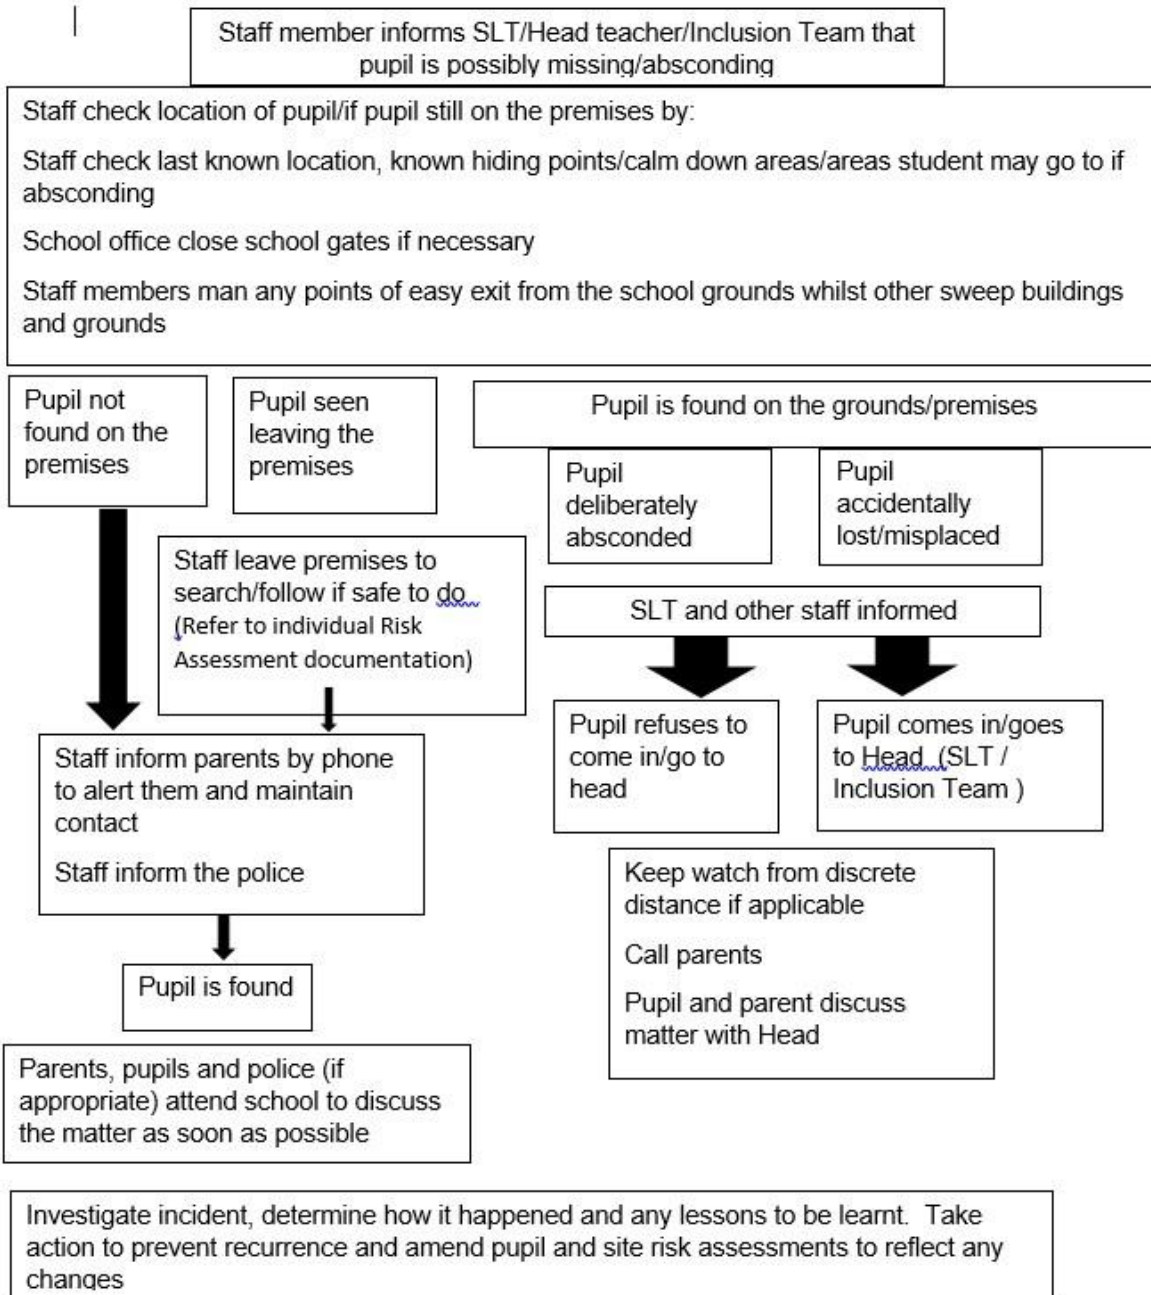 Staff member informs SLT/Head teacher/Inclusion Team that
pupil is possibly missing/absconding
Staff check location of pupil/if pupil still on the premises by:
Staff check last known location, known hiding points/calm down areas/areas student may go to if
absconding
School office close school gates if necessary
Staff members man any points of easy exit from the school grounds whilst other sweep buildings
and grounds
Pupil not
found on the
premises
Pupil seen
leaving the
premises
Pupil is found on the grounds/premises
Pupil
deliberately
absconded
Pupil
accidentally
lost/misplaced
Staff leave premises to
search/follow if safe to do
(Refer to individual Risk
Assessment documentation)
SLT and other staff informed
Pupil refuses to
come in/go to
head
Pupil comes in/goes
to Head (SLT /
Inclusion Team )
Staff inform parents by phone
to alert them and maintain
contact
Staff inform the police
Keep watch from discrete
distance if applicable
Call parents
Pupil and parent discuss
matter with Head
Pupil is found
Parents, pupils and police (if
appropriate) attend school to discuss
the matter as soon as possible
Investigate incident, determine how it happened and any lessons to be learnt.  Take
action to prevent recurrence and amend pupil and site risk assessments to reflect any
changes